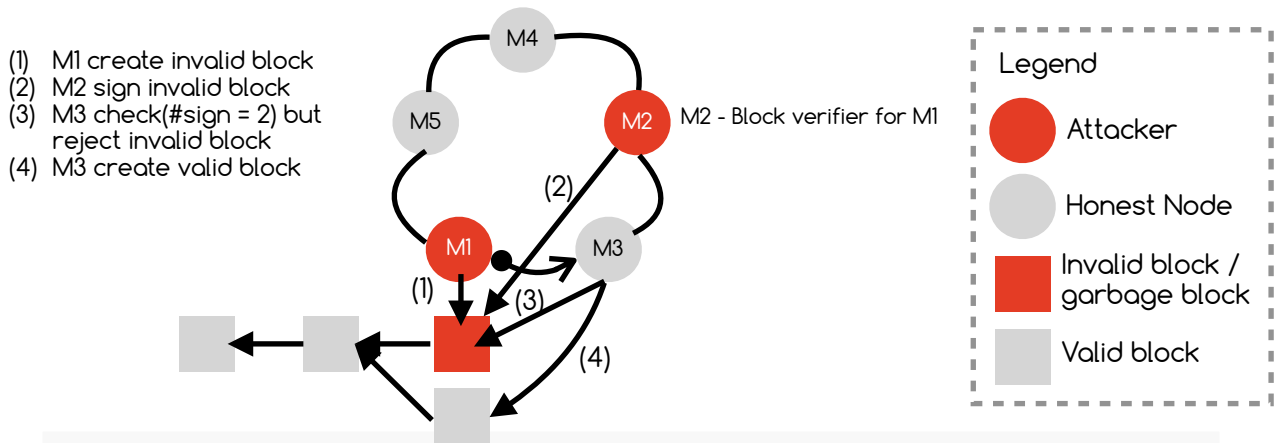 (1) M1 create invalid block
(2) M2 sign invalid block
(3) M3 check(#sign = 2) but
reject invalid block
(4) M3 create valid block
M4
M5
M2
M2 - Block verifier for M1
(2)
M1
M3
(1)
(3)
(4)
Legend
Attacker
Honest Node
Invalid block /
garbage block
Valid block